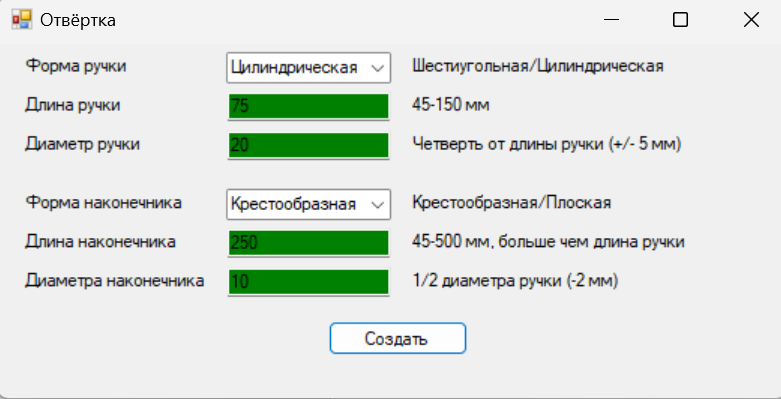 Отвёртка
Форма ручки Цилиндрическая Шестиугольная/Цилиндрическая
Длина ручки 75 45-150 мм
Диаметр ручки 20 Четверть от длины ручки (+/- 5 мм)
Форма наконечника Крестообразная Крестообразная/Плоская
Длина наконечника 250 45-500 мм, больше чем длина ручки
Диаметра наконечника 10 1/2 диаметра ручки (-2 мм)
Создать